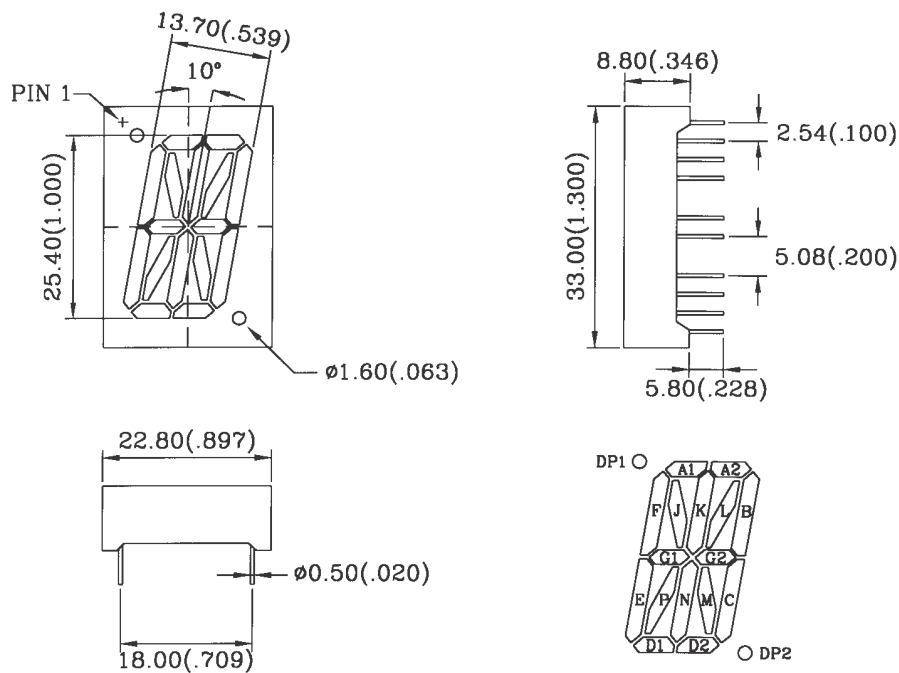 13.70(.539)
10°
PIN 1
25.40(1.000)
ø1.60(.063)
8.80(.346)
2.54(.100)
33.00(1.300)
5.08(.200)
5.80(.228)
22.80(.897)
ø0.50(.020)
18.00(.709)
DP1
A1 A2
F J K L B
G1 G2
E P N M C
D1 D2
DP2